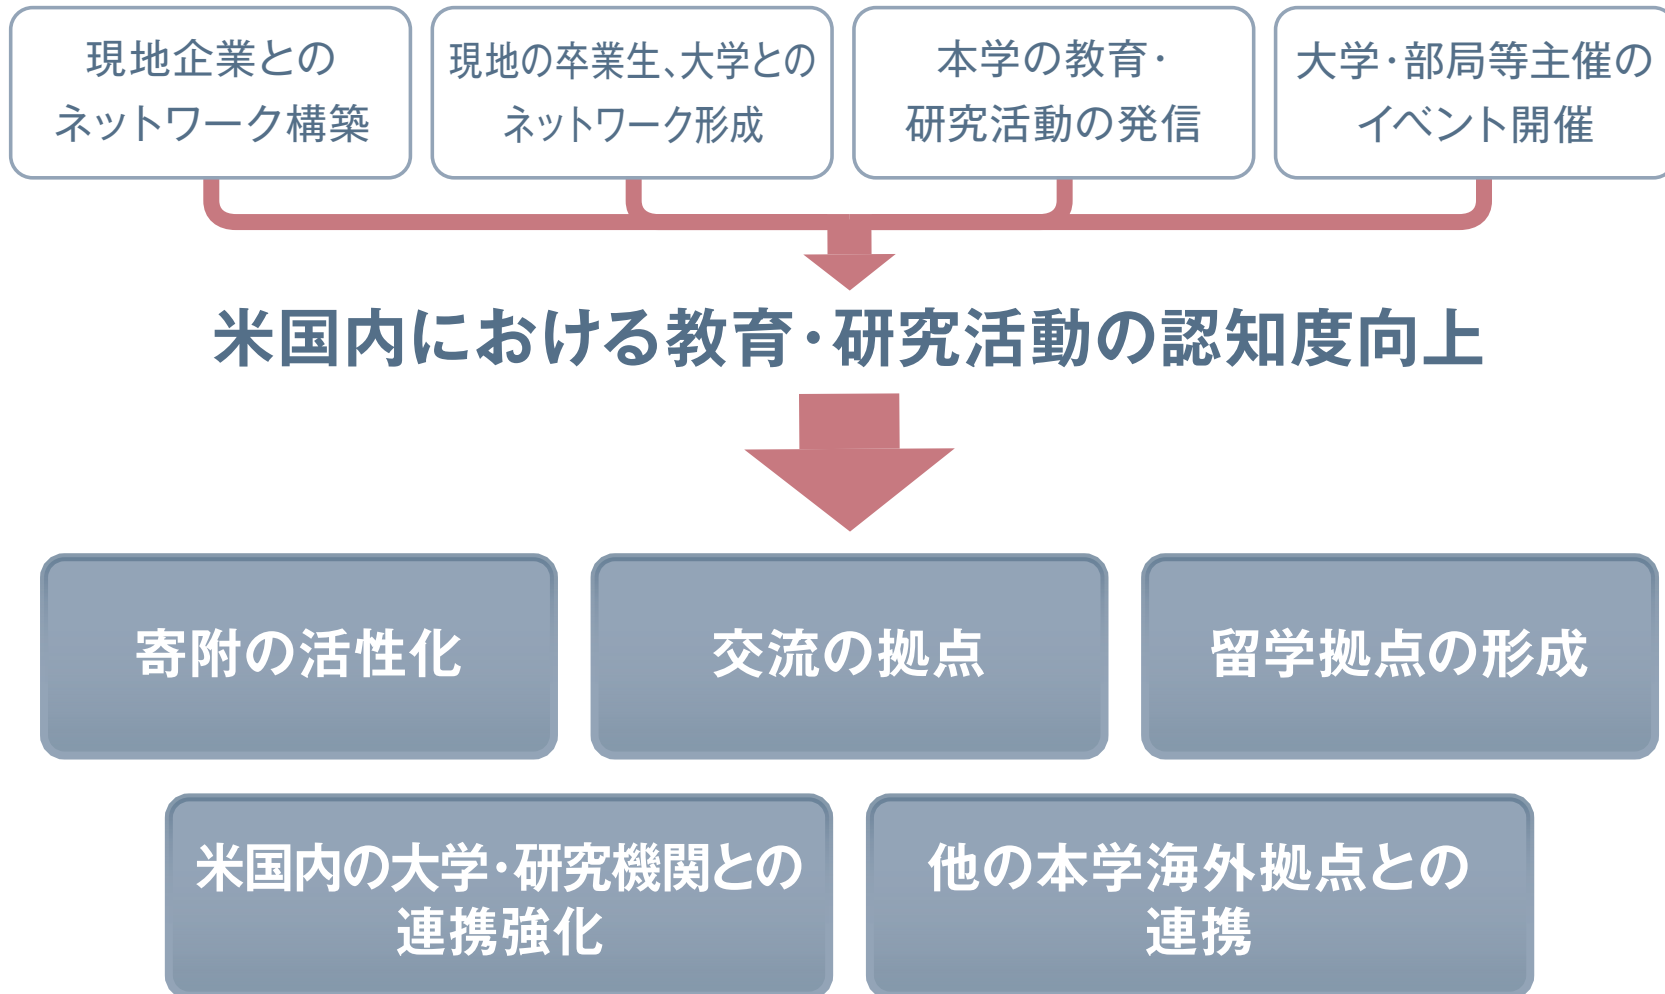 現地企業との
ネットワーク構築
現地の卒業生、大学との
ネットワーク形成
本学の教育・
研究活動の発信
大学・部局等主催の
イベント開催
米国内における教育・研究活動の認知度向上
寄附の活性化
交流の拠点
留学拠点の形成
米国内の大学・研究機関との
連携強化
他の本学海外拠点との
連携